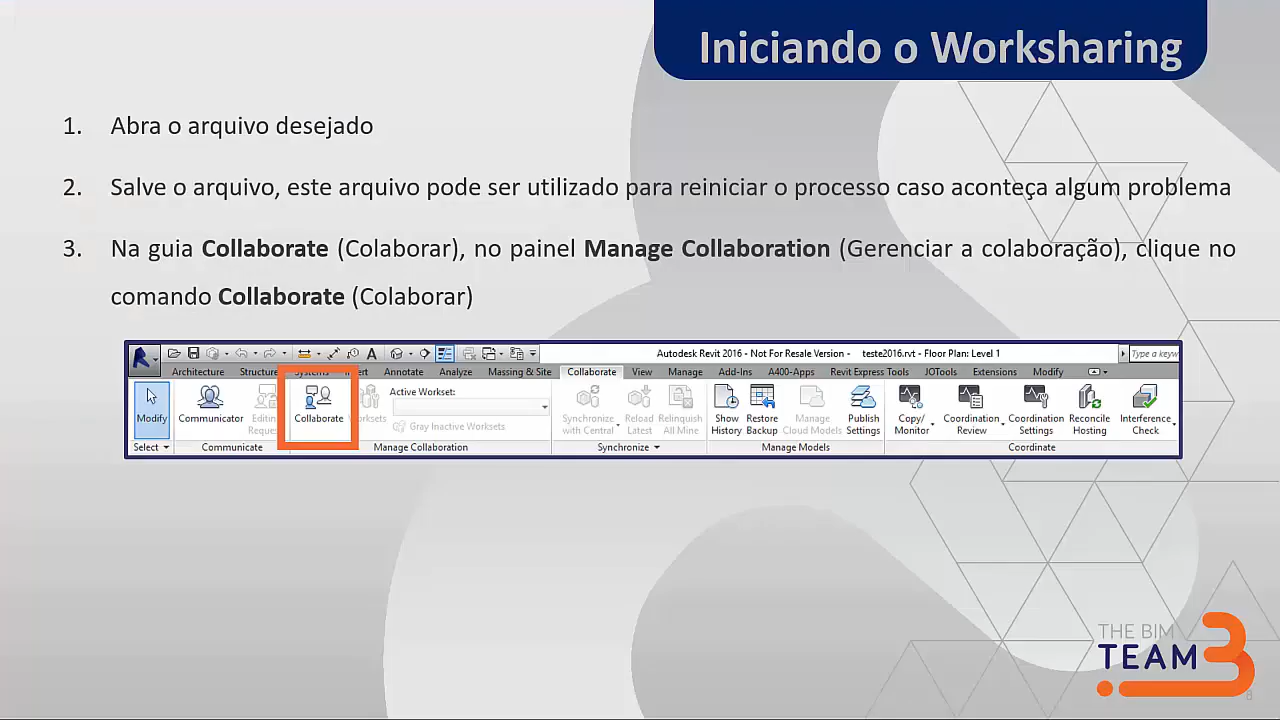 Iniciando o Worksharing
1. Abra o arquivo desejado
2. Salve o arquivo, este arquivo pode ser utilizado para reiniciar o processo caso aconteça algum problema
3. Na guia Collaborate (Colaborar), no painel Manage Collaboration (Gerenciar a colaboração), clique no
comando Collaborate (Colaborar)
Autodesk Revit 2016 - Not For Resale Version - teste2016.rvt - Floor Plan: Level 1
Type a keyw
Architecture Structure Systems Annotate Analyze Massing & Site Collaborate View Manage Add-Ins A400-Apps Revit Express Tools JOTools Extensions Modify
Active Workset:
Modify Communicator Collaborate
Gray Inactive Worksets
Synchronize with Central Reload Latest Relinquish All Mine
Show History Restore Backup Manage Cloud Models Publish Settings
Copy/ Monitor Coordination Review Coordination Settings Reconcile Hosting Interference Check
Select Communicate Manage Collaboration Synchronize Manage Models Coordinate
THE BIM
TEAM
8